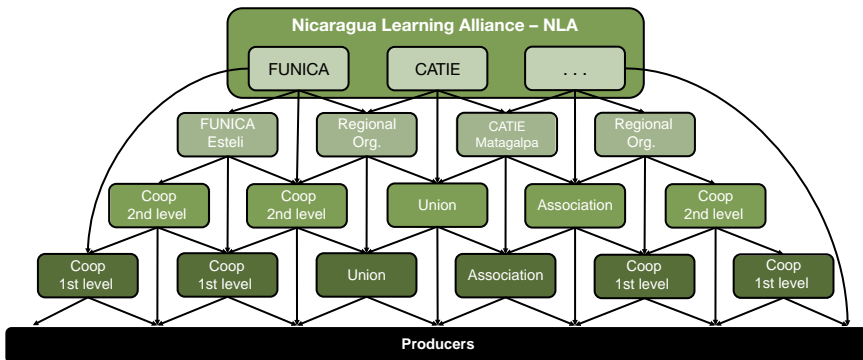 Nicaragua Learning Alliance – NLA
FUNICA
CATIE
. . .
FUNICA
Esteli
Regional
Org.
CATIE
Matagalpa
Regional
Org.
Coop
2nd level
Coop
2nd level
Union
Association
Coop
2nd level
Coop
1st level
Coop
1st level
Union
Association
Coop
1st level
Coop
1st level
Producers